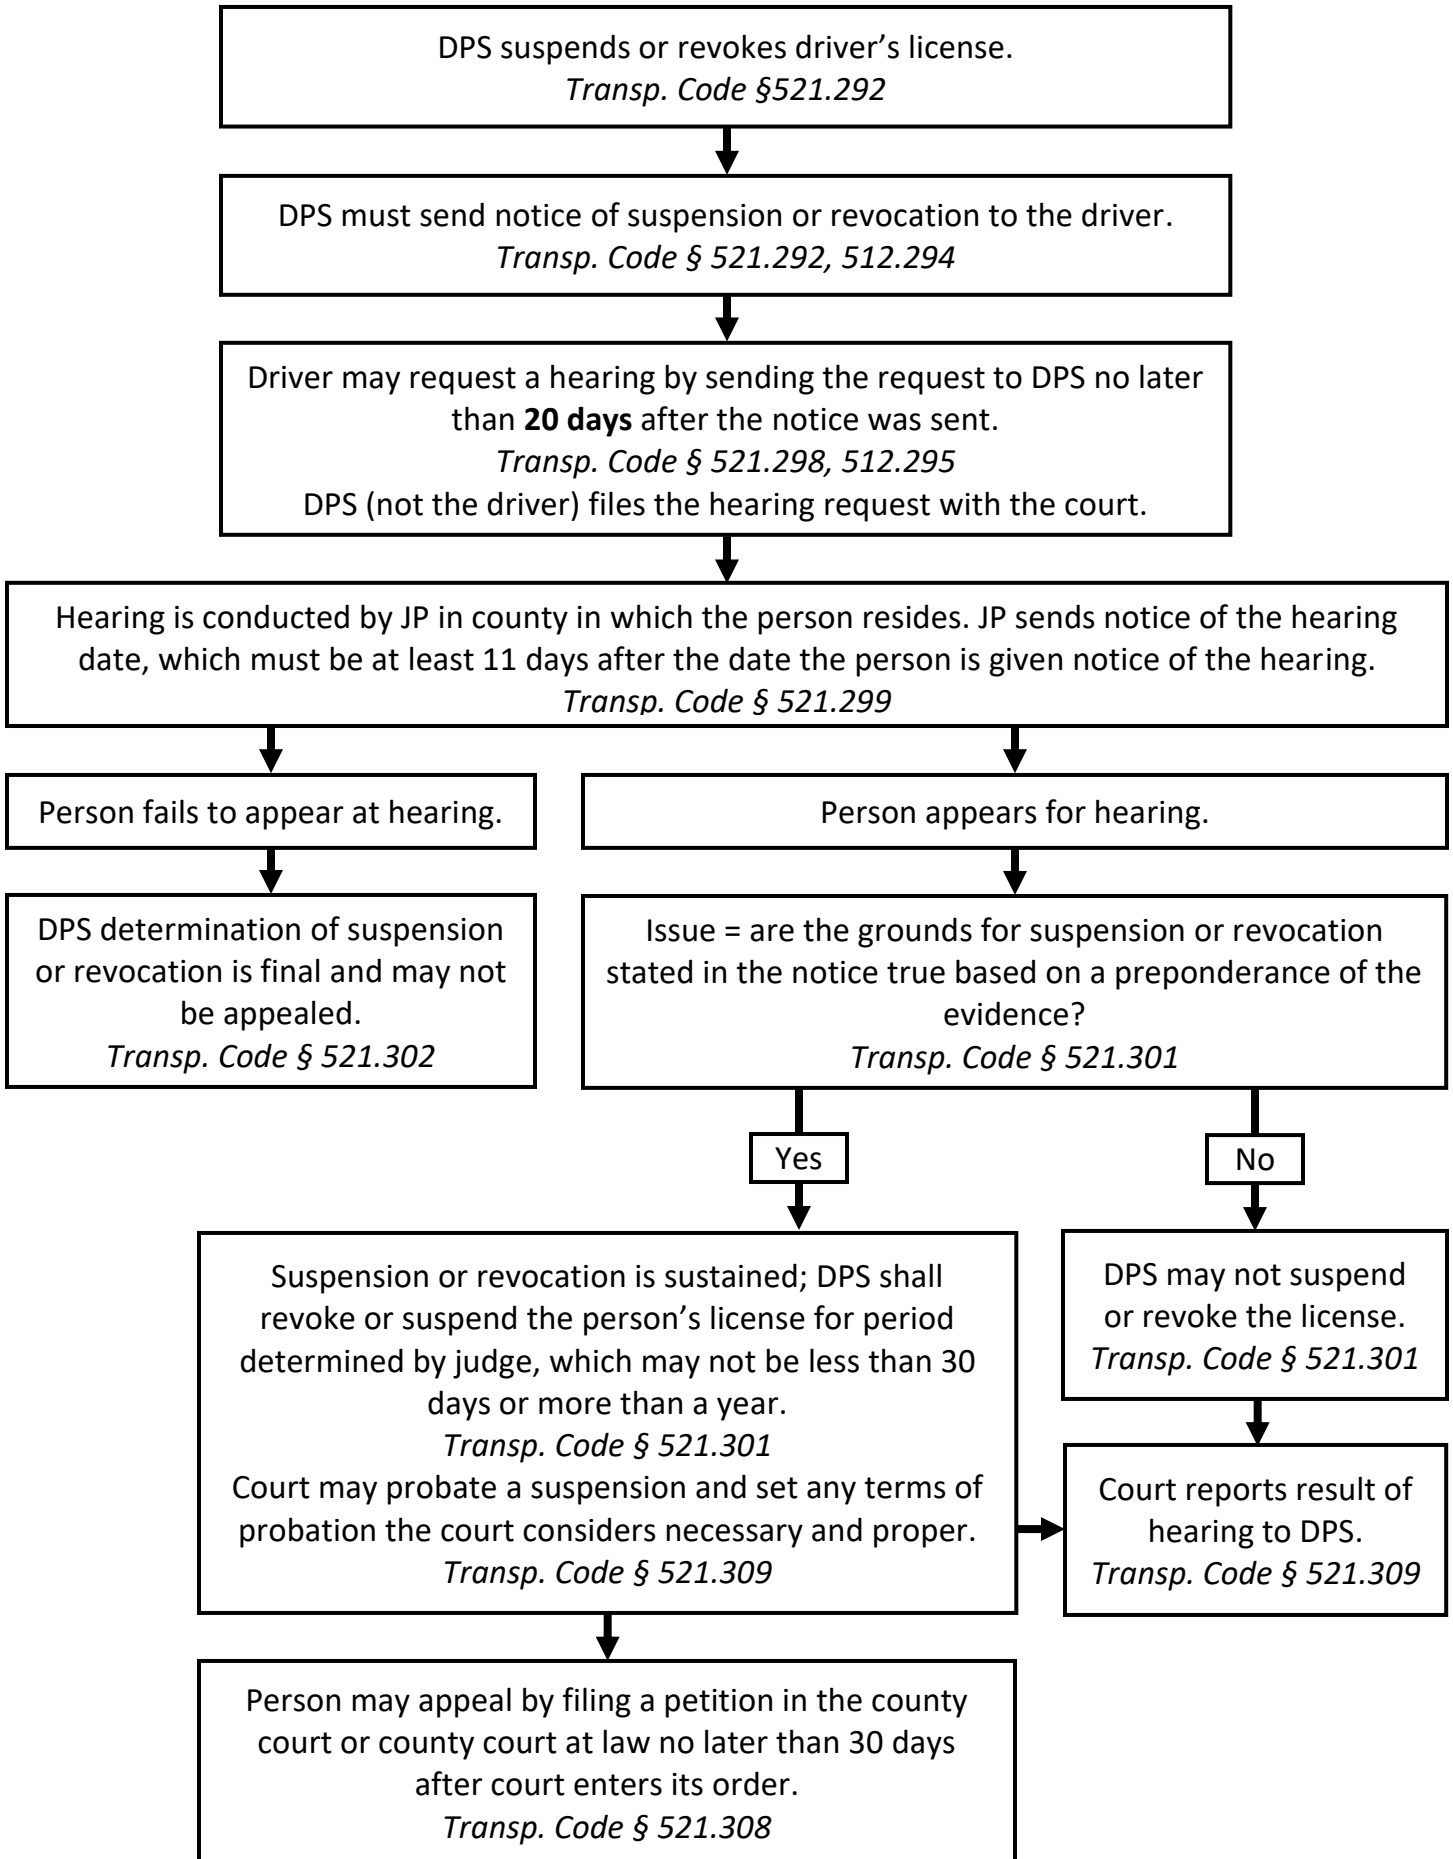 DPS suspends or revokes driver’s license.
Transp. Code §521.292
DPS must send notice of suspension or revocation to the driver.
Transp. Code § 521.292, 512.294
Driver may request a hearing by sending the request to DPS no later
than 20 days after the notice was sent.
Transp. Code § 521.298, 512.295
DPS (not the driver) files the hearing request with the court.
Hearing is conducted by JP in county in which the person resides. JP sends notice of the hearing
date, which must be at least 11 days after the date the person is given notice of the hearing.
Transp. Code § 521.299
Person fails to appear at hearing.
Person appears for hearing.
DPS determination of suspension
or revocation is final and may not
be appealed.
Transp. Code § 521.302
Issue = are the grounds for suspension or revocation
stated in the notice true based on a preponderance of the
evidence?
Transp. Code § 521.301
Yes
No
Suspension or revocation is sustained; DPS shall
revoke or suspend the person’s license for period
determined by judge, which may not be less than 30
days or more than a year.
Transp. Code § 521.301
Court may probate a suspension and set any terms of
probation the court considers necessary and proper.
Transp. Code § 521.309
DPS may not suspend
or revoke the license.
Transp. Code § 521.301
Court reports result of
hearing to DPS.
Transp. Code § 521.309
Person may appeal by filing a petition in the county
court or county court at law no later than 30 days
after court enters its order.
Transp. Code § 521.308